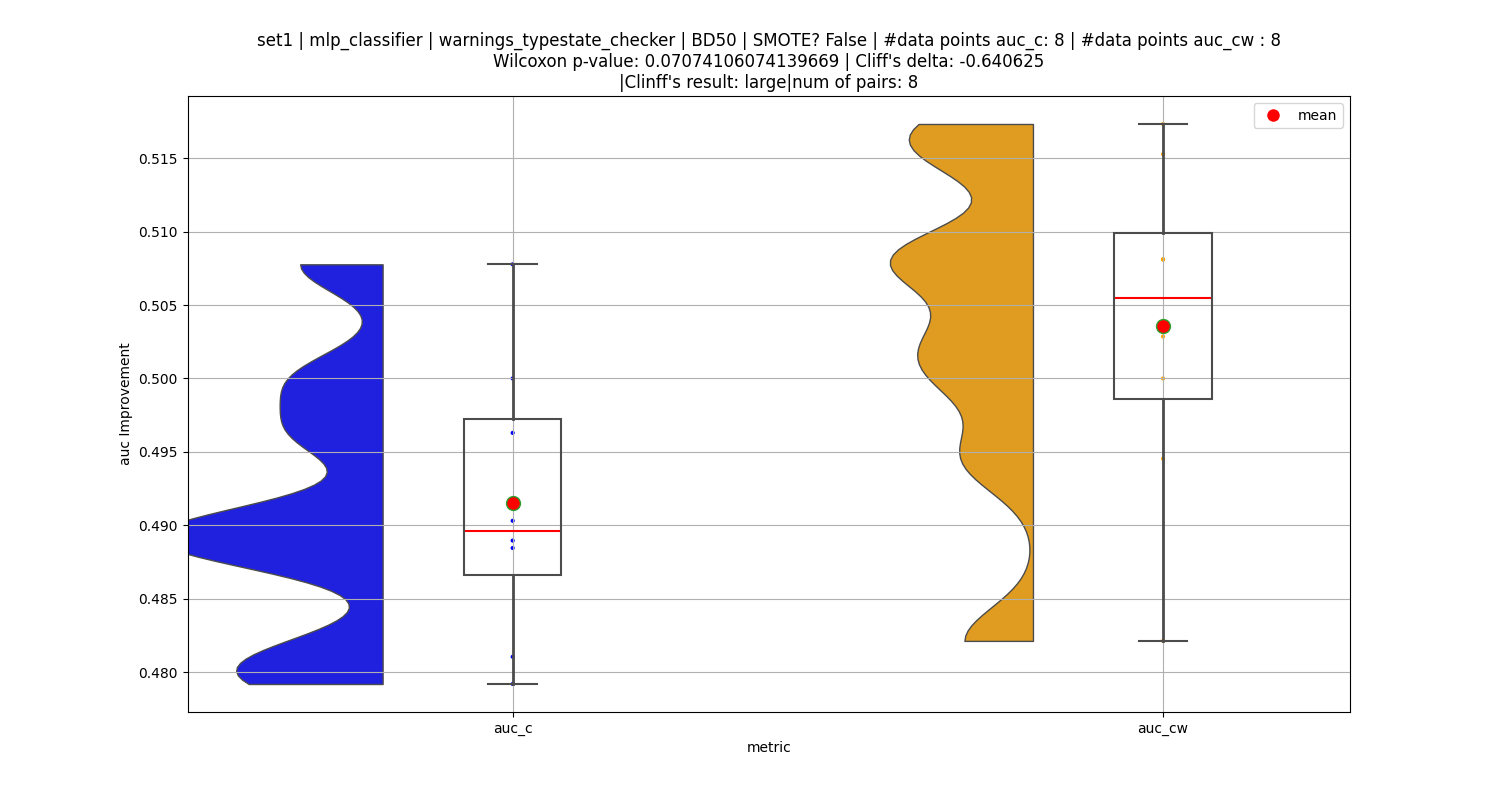 set1 | mlp_classifier | warnings_typestate_checker | BD50 | SMOTE? False | #data points auc_c: 8 | #data points auc_cw : 8
Wilcoxon p-value: 0.07074106074139669 | Cliff's delta: -0.640625
|Clinff's result: large|num of pairs: 8
mean
0.515
0.510
0.505
0.500
0.495
0.490
0.485
0.480
auc Improvement
auc_c
auc_cw
metric